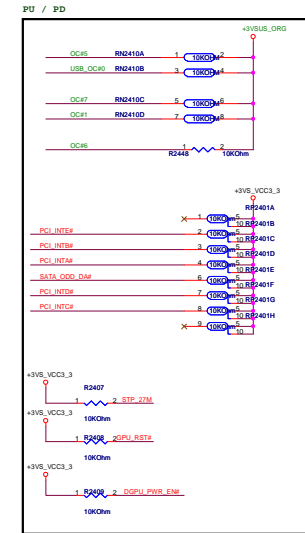 PU / PD
+3VSUS_ORG
OC#5 RN2410A 1 10KOHM 2
USB_OC#0 RN2410B 3 10KOHM 4
OC#7 RN2410C 5 10KOHM 6
OC#1 RN2410D 7 10KOHM 8
OC#6 1 2
R2448 10KOhm
+3VS_VCC3_3
RP2401A
1 10KOhm 5
10 RP2401B
PCI_INTE# 2 10KOhm 5
10 RP2401C
PCI_INTB# 3 10KOhm 5
10 RP2401D
PCI_INTA# 4 10KOhm 5
10 RP2401E
SATA_ODD_DA# 6 10KOhm 5
10 RP2401F
PCI_INTD# 7 10KOhm 5
10 RP2401G
PCI_INTC# 8 10KOhm 5
10 RP2401H
9 10KOhm 5
10
+3VS_VCC3_3
R2407
1 2 STP_27M
+3VS_VCC3_3
10KOhm
1 R2408 2 GPU_RST#
10KOhm
+3VS_VCC3_3
1 R2409 2 DGPU_PWR_EN#
10KOhm